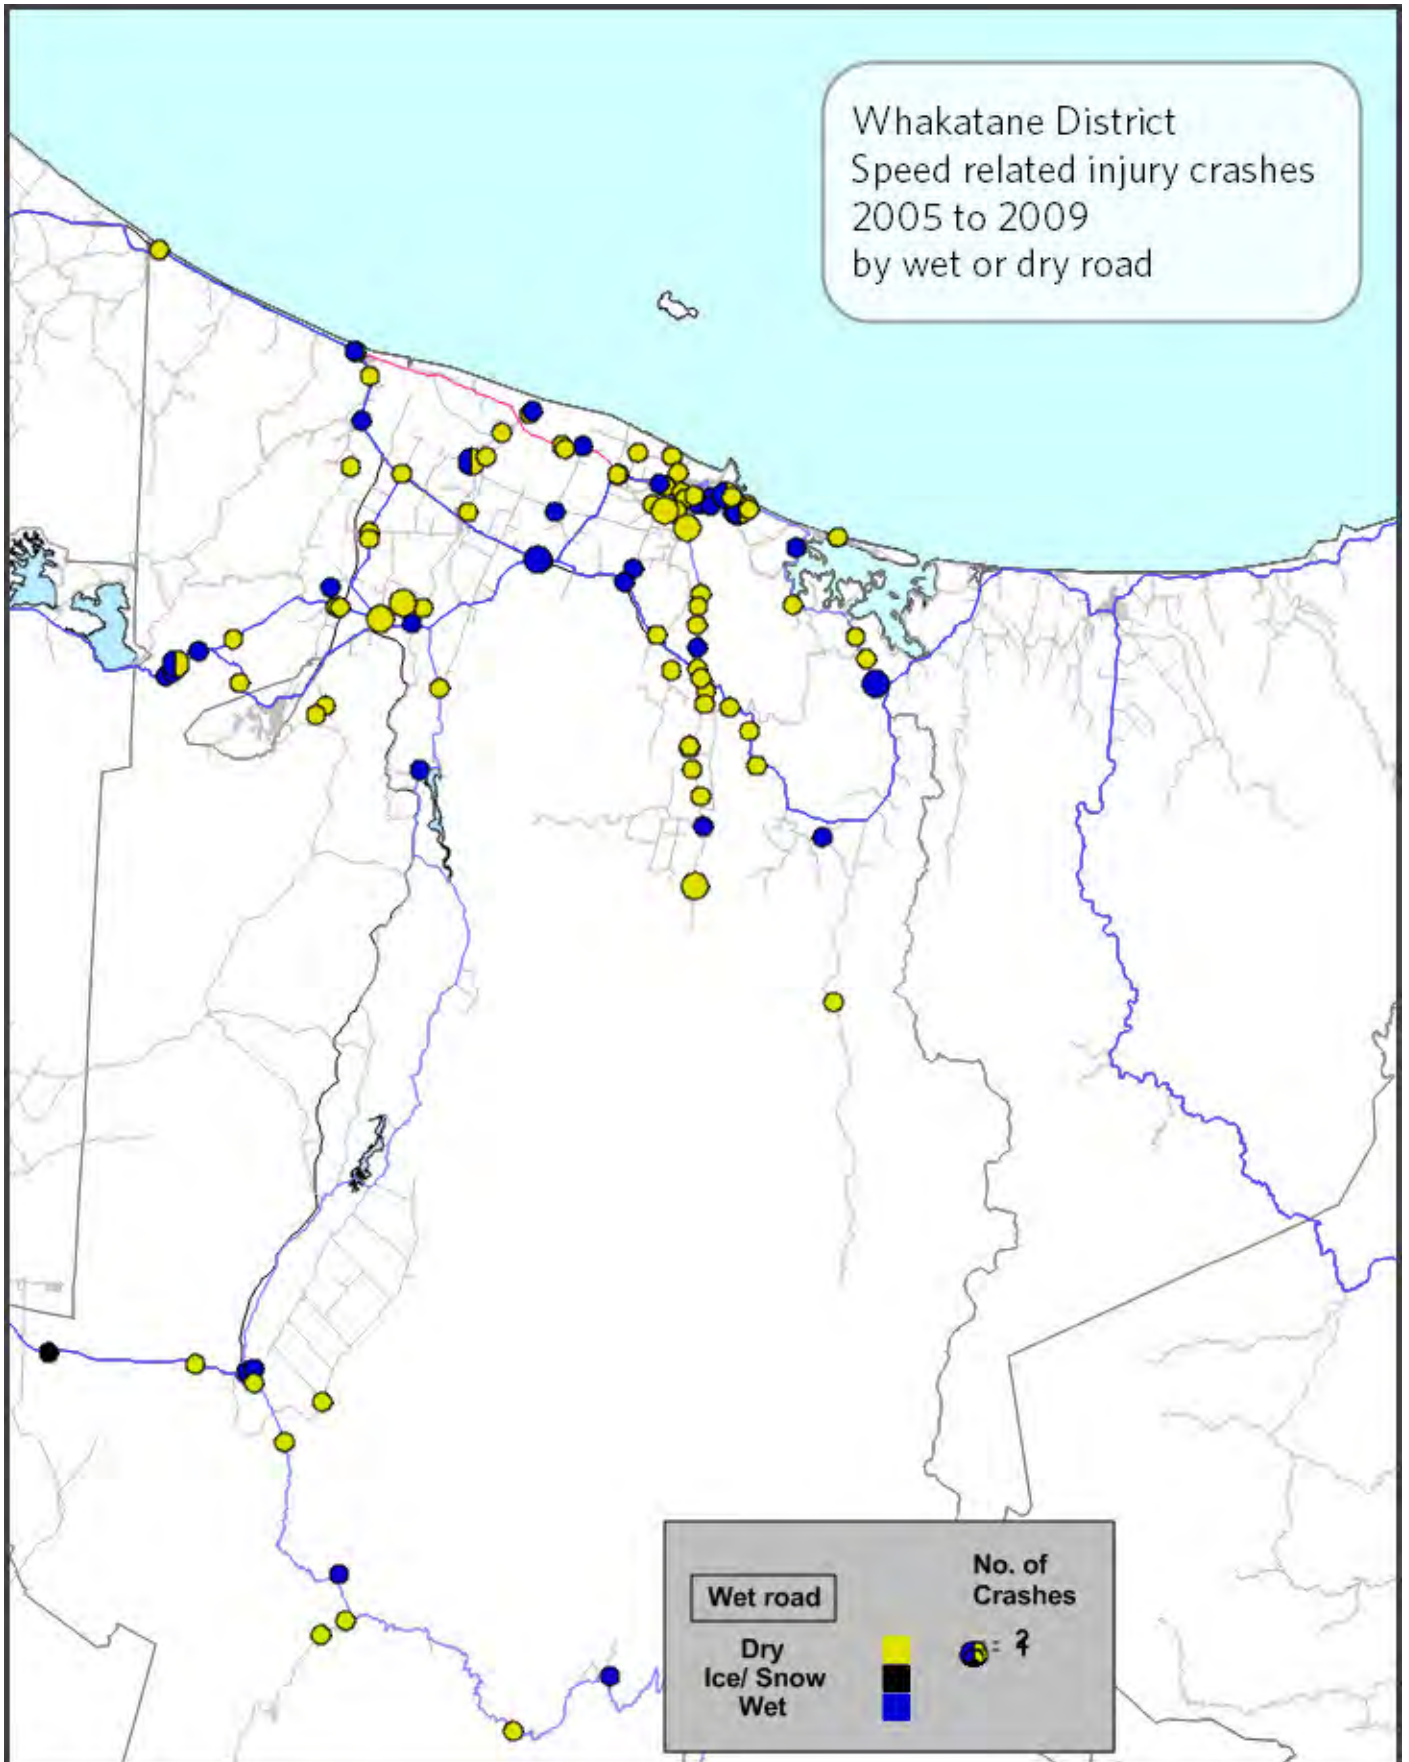 Whakatane District
Speed related injury crashes
2005 to 2009
by wet or dry road
No. of
Crashes
Wet road
Dry
Ice/ Snow
Wet